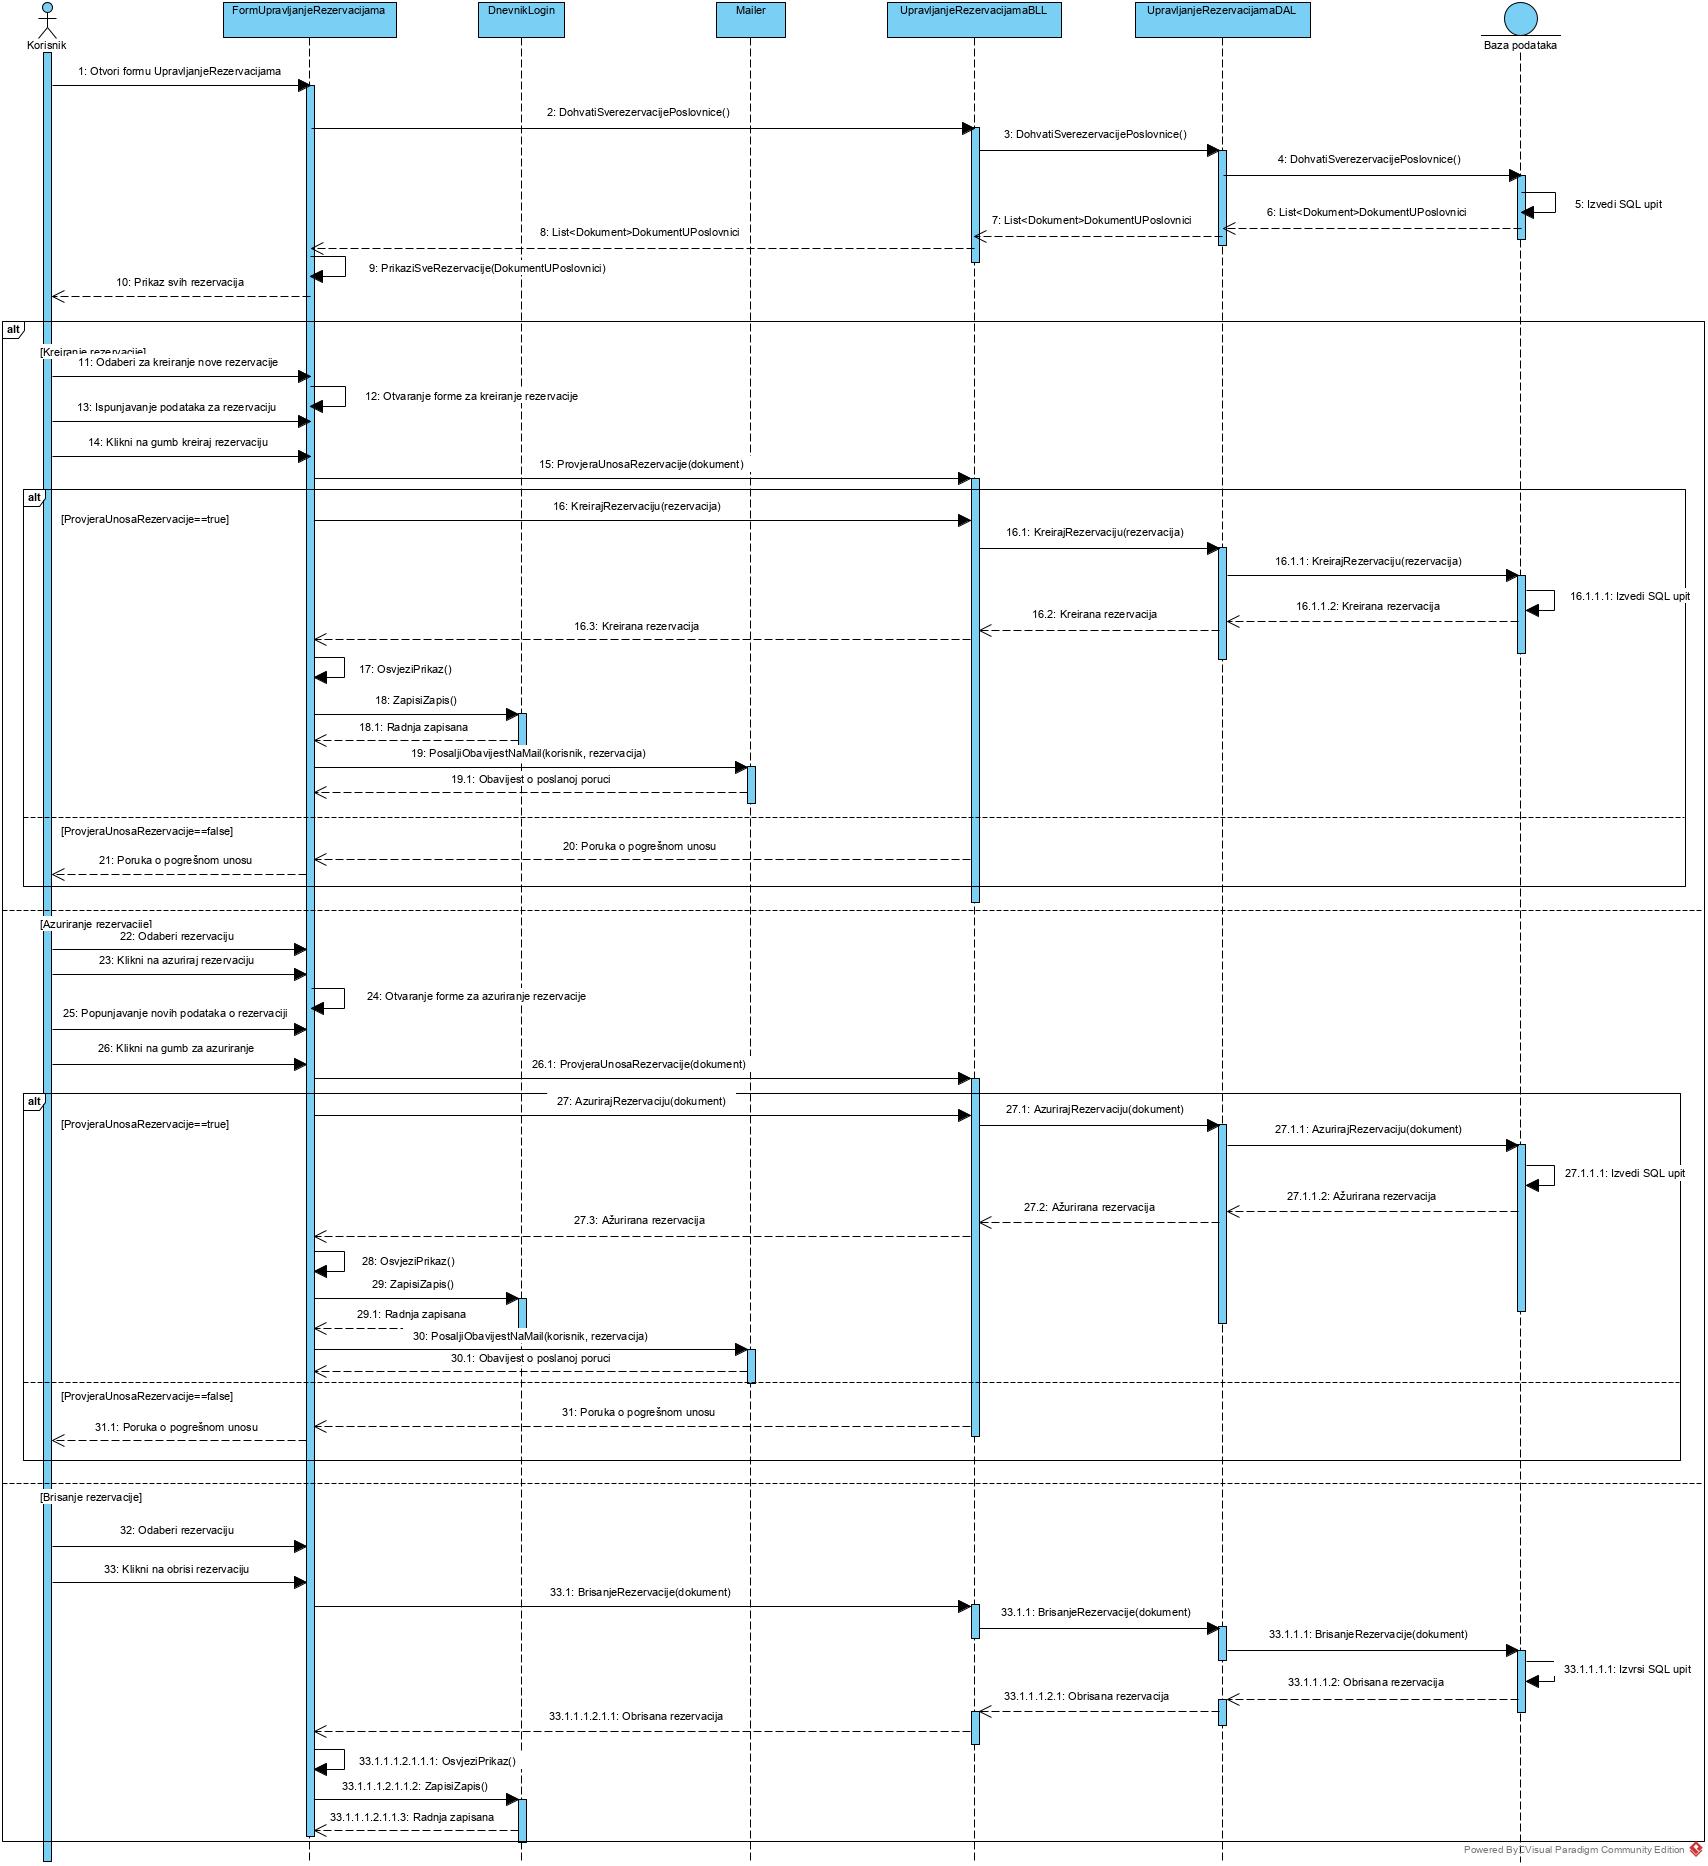 Korisnik
FormUpravljanjeRezervacijama
DnevnikLogin
Mailer
UpravljanjeRezervacijamaBLL
UpravljanjeRezervacijamaDAL
Baza podataka
1: Otvori formu UpravljanjeRezervacijama
2: DohvatiSverezervacijePoslovnice()
3: DohvatiSverezervacijePoslovnice()
4: DohvatiSverezervacijePoslovnice()
5: Izvedi SQL upit
6: List<Dokument>DokumentUPoslovnici
7: List<Dokument>DokumentUPoslovnici
8: List<Dokument>DokumentUPoslovnici
9: PrikaziSveRezervacije(DokumentUPoslovnici)
10: Prikaz svih rezervacija
alt
[Kreiranje rezervacije]
11: Odaberi za kreiranje nove rezervacije
12: Otvaranje forme za kreiranje rezervacije
13: Ispunjavanje podataka za rezervaciju
14: Klikni na gumb kreiraj rezervaciju
15: ProvjeraUnosaRezervacije(dokument)
alt
[ProvjeraUnosaRezervacije==true]
16: KreirajRezervaciju(rezervacija)
16.1: KreirajRezervaciju(rezervacija)
16.1.1: KreirajRezervaciju(rezervacija)
16.1.1.1: Izvedi SQL upit
16.1.1.2: Kreirana rezervacija
16.2: Kreirana rezervacija
16.3: Kreirana rezervacija
17: OsvjeziPrikaz()
18: ZapisiZapis()
18.1: Radnja zapisana
19: PosaljiObavijestNaMail(korisnik, rezervacija)
19.1: Obavijest o poslanoj poruci
[ProvjeraUnosaRezervacije==false]
20: Poruka o pogrešnom unosu
21: Poruka o pogrešnom unosu
[Azuriranje rezervacije]
22: Odaberi rezervaciju
23: Klikni na azuriraj rezervaciju
24: Otvaranje forme za azuriranje rezervacije
25: Popunjavanje novih podataka o rezervaciji
26: Klikni na gumb za azuriranje
26.1: ProvjeraUnosaRezervacije(dokument)
alt
[ProvjeraUnosaRezervacije==true]
27: AzurirajRezervaciju(dokument)
27.1: AzurirajRezervaciju(dokument)
27.1.1: AzurirajRezervaciju(dokument)
27.1.1.1: Izvedi SQL upit
27.1.1.2: Ažurirana rezervacija
27.2: Ažurirana rezervacija
27.3: Ažurirana rezervacija
28: OsvjeziPrikaz()
29: ZapisiZapis()
29.1: Radnja zapisana
30: PosaljiObavijestNaMail(korisnik, rezervacija)
30.1: Obavijest o poslanoj poruci
[ProvjeraUnosaRezervacije==false]
31: Poruka o pogrešnom unosu
31.1: Poruka o pogrešnom unosu
[Brisanje rezervacije]
32: Odaberi rezervaciju
33: Klikni na obrisi rezervaciju
33.1: BrisanjeRezervacije(dokument)
33.1.1: BrisanjeRezervacije(dokument)
33.1.1.1: BrisanjeRezervacije(dokument)
33.1.1.1.1: Izvrsi SQL upit
33.1.1.1.2: Obrisana rezervacija
33.1.1.1.2.1: Obrisana rezervacija
33.1.1.1.2.1.1: Obrisana rezervacija
33.1.1.1.2.1.1.1: OsvjeziPrikaz()
33.1.1.1.2.1.1.2: ZapisiZapis()
33.1.1.1.2.1.1.3: Radnja zapisana
Powered By Visual Paradigm Community Edition